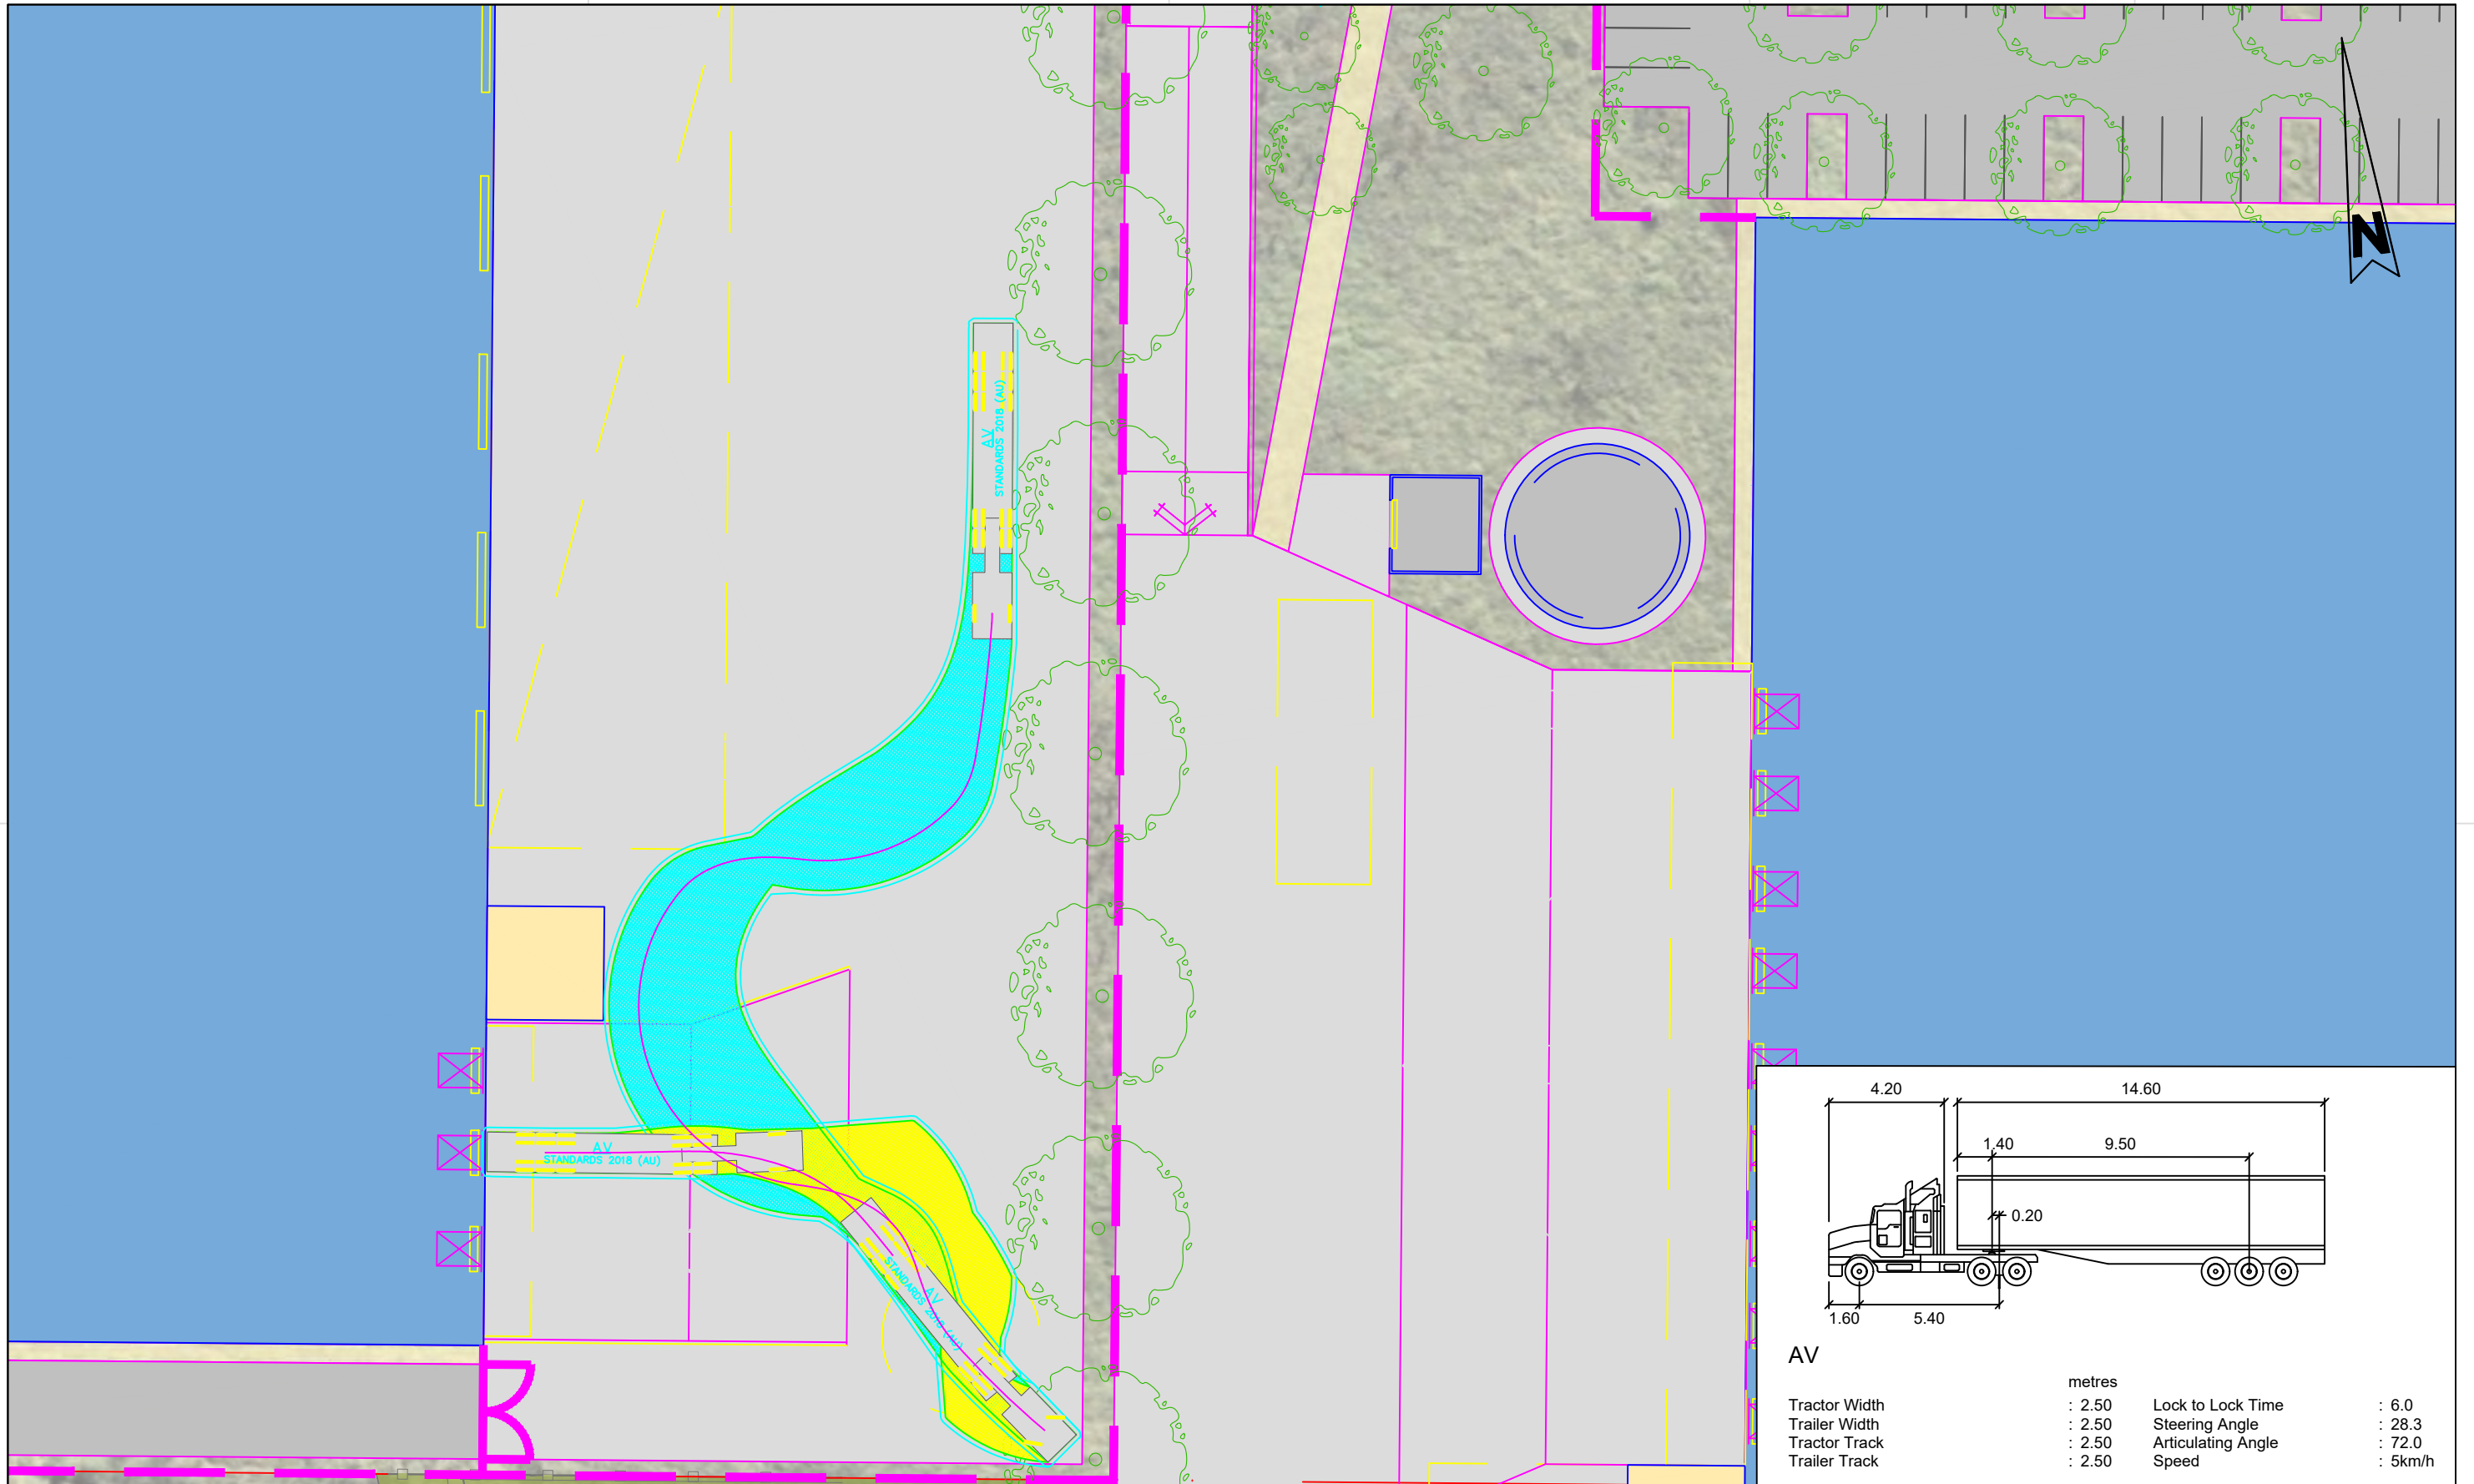 N
AV
STANDARDS 2018 (AU)
AV
STANDARDS 2018 (AU)
AV
STANDARDS 2018 (AU)
4.20 14.60
1.40 9.50
0.20
1.60 5.40
AV
metres
Tractor Width : 2.50 Lock to Lock Time : 6.0
Trailer Width : 2.50 Steering Angle : 28.3
Tractor Track : 2.50 Articulating Angle : 72.0
Trailer Track : 2.50 Speed : 5km/h